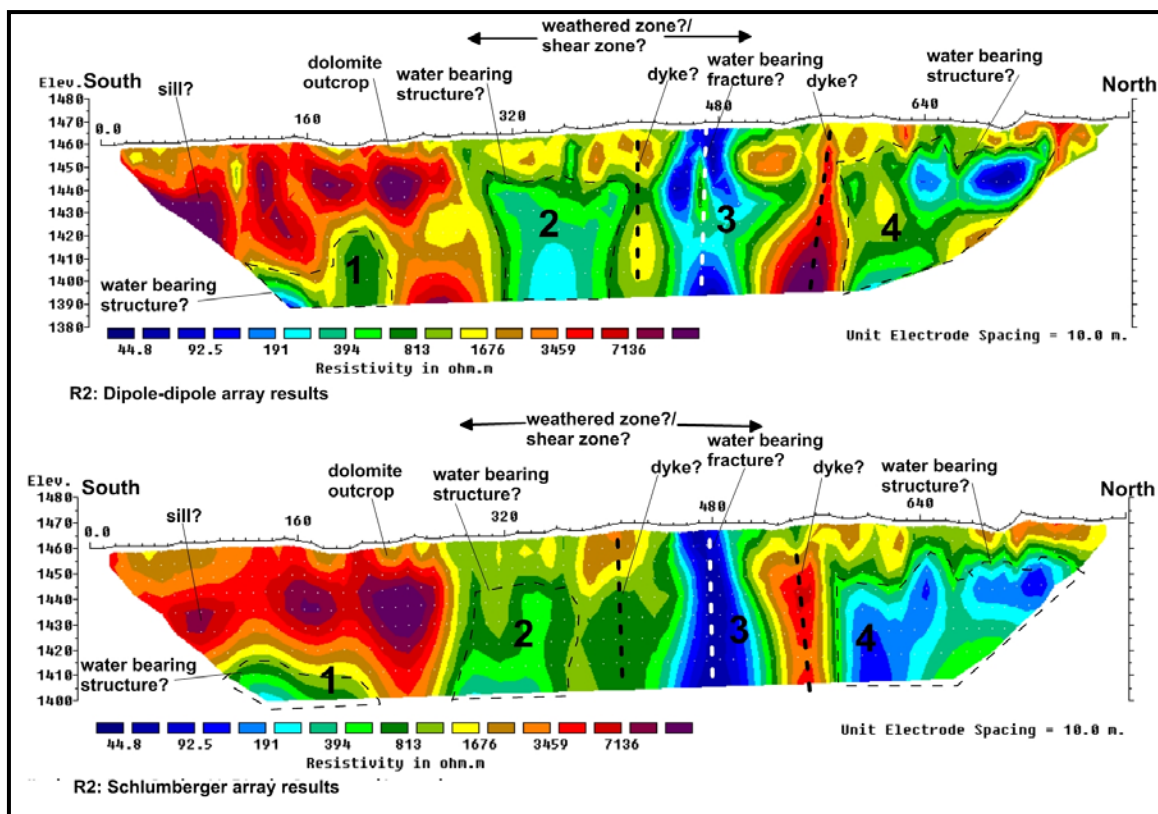 weathered zone?/
shear zone?
Elev. South
sill?
dolomite
outcrop
water bearing
structure?
dyke?
water bearing
fracture?
dyke?
water bearing
structure?
North
1480
1470
1460
1450
1440
1430
1420
1410
1400
1390
1380
0.0 160 320 480 640
1 2 3 4
water bearing
structure?
44.8 92.5 191 394 813 1676 3459 7136
Resistivity in ohm.m
Unit Electrode Spacing = 10.0 m.
R2: Dipole-dipole array results
weathered zone?/
shear zone?
Elev. South
sill?
dolomite
outcrop
water bearing
structure?
dyke?
water bearing
fracture?
dyke?
water bearing
structure?
North
1480
1470
1460
1450
1440
1430
1420
1410
1400
0.0 160 320 480 640
1 2 3 4
water bearing
structure?
44.8 92.5 191 394 813 1676 3459 7136
Resistivity in ohm.m
Unit Electrode Spacing = 10.0 m.
R2: Schlumberger array results